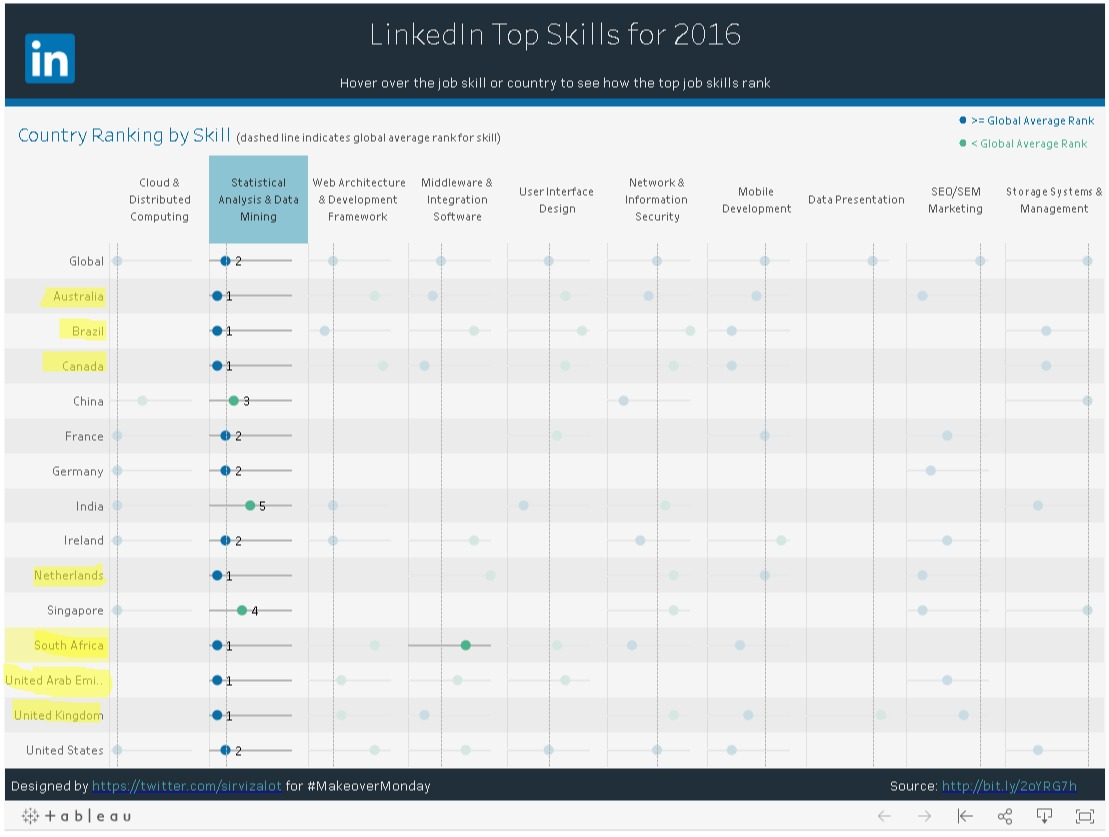 in
LinkedIn Top Skills for 2016
Hover over the job skill or country to see how the top job skills rank
Country Ranking by Skill (dashed line indicates global average rank for skill)
>= Global Average Rank
< Global Average Rank
Cloud &
Distributed
Computing
Statistical
Analysis & Data
Mining
Web Architecture
& Development
Framework
Middleware &
Integration
Software
User Interface
Design
Network &
Information
Security
Mobile
Development
Data Presentation
SEO/SEM
Marketing
Storage Systems &
Management
Global 2
Australia 1
Brazil 1
Canada 1
China 3
France 2
Germany 2
India 5
Ireland 2
Netherlands 1
Singapore 4
South Africa 1
United Arab Emi.. 1
United Kingdom 1
United States 2
Designed by https://twitter.com/sirvizalot for #MakeoverMonday
Source: http://bit.ly/2oYRG7h
+ableau